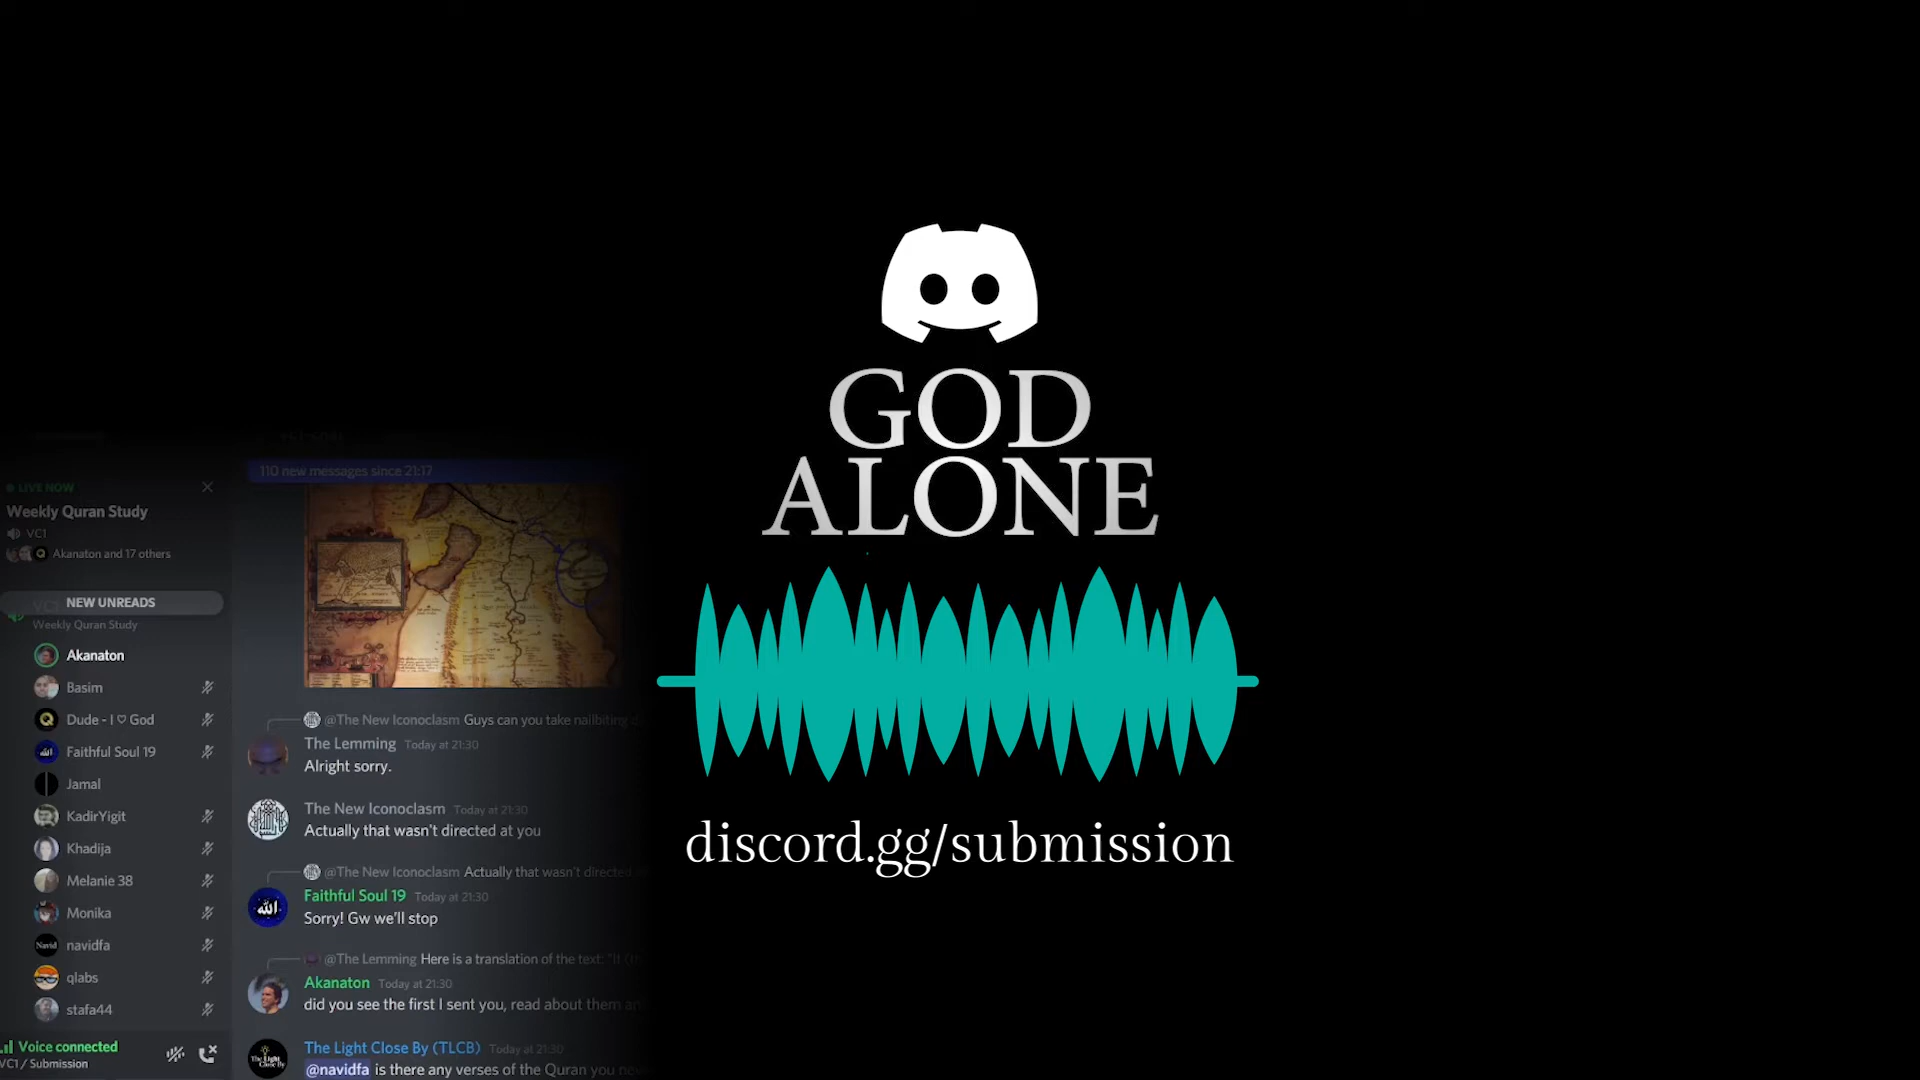 GOD
ALONE
discord.gg/submission
LIVE NOW
Weekly Quran Study
VC1
Akanaton and 17 others
NEW UNREADS
VC1
Weekly Quran Study
Akanaton
Basim
Dude - I ♡ God
Faithful Soul 19
Jamal
KadirYigit
Khadija
Melanie 38
Monika
navidfa
qlabs
stafa44
Voice connected
VC1 / Submission
110 new messages since 21:17
@The New Iconoclasm Guys can you take nailbiting
The Lemming Today at 21:30
Alright sorry.
The New Iconoclasm Today at 21:30
Actually that wasn't directed at you
@The New Iconoclasm Actually that wasn't directed
الله
Faithful Soul 19 Today at 21:30
Sorry! Gw we'll stop
@The Lemming Here is a translation of the text: "It
Akanaton Today at 21:30
did you see the first I sent you, read about them
The Light Close By (TLCB) Today at 21:30
@navidfa is there any verses of the Quran you